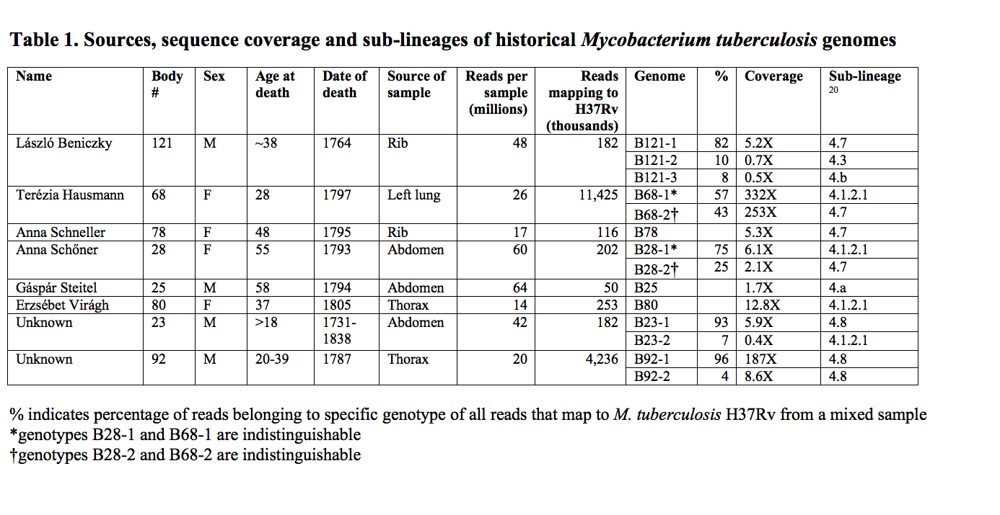 Table 1. Sources, sequence coverage and sub-lineages of historical Mycobacterium tuberculosis genomes
Name Body # Sex Age at death Date of death Source of sample Reads per sample (millions) Reads mapping to H37Rv (thousands) Genome % Coverage Sub-lineage 20
László Beniczky 121 M ~38 1764 Rib 48 182 B121-1 82 5.2X 4.7
B121-2 10 0.7X 4.3
B121-3 8 0.5X 4.b
Terézia Hausmann 68 F 28 1797 Left lung 26 11,425 B68-1* 57 332X 4.1.2.1
B68-2† 43 253X 4.7
Anna Schneller 78 F 48 1795 Rib 17 116 B78 5.3X 4.7
Anna Schőner 28 F 55 1793 Abdomen 60 202 B28-1* 75 6.1X 4.1.2.1
B28-2† 25 2.1X 4.7
Gáspár Steitel 25 M 58 1794 Abdomen 64 50 B25 1.7X 4.a
Erzsébet Virágh 80 F 37 1805 Thorax 14 253 B80 12.8X 4.1.2.1
Unknown 23 M >18 1731-1838 Abdomen 42 182 B23-1 93 5.9X 4.8
B23-2 7 0.4X 4.1.2.1
Unknown 92 M 20-39 1787 Thorax 20 4,236 B92-1 96 187X 4.8
B92-2 4 8.6X 4.8
% indicates percentage of reads belonging to specific genotype of all reads that map to M. tuberculosis H37Rv from a mixed sample
*genotypes B28-1 and B68-1 are indistinguishable
†genotypes B28-2 and B68-2 are indistinguishable